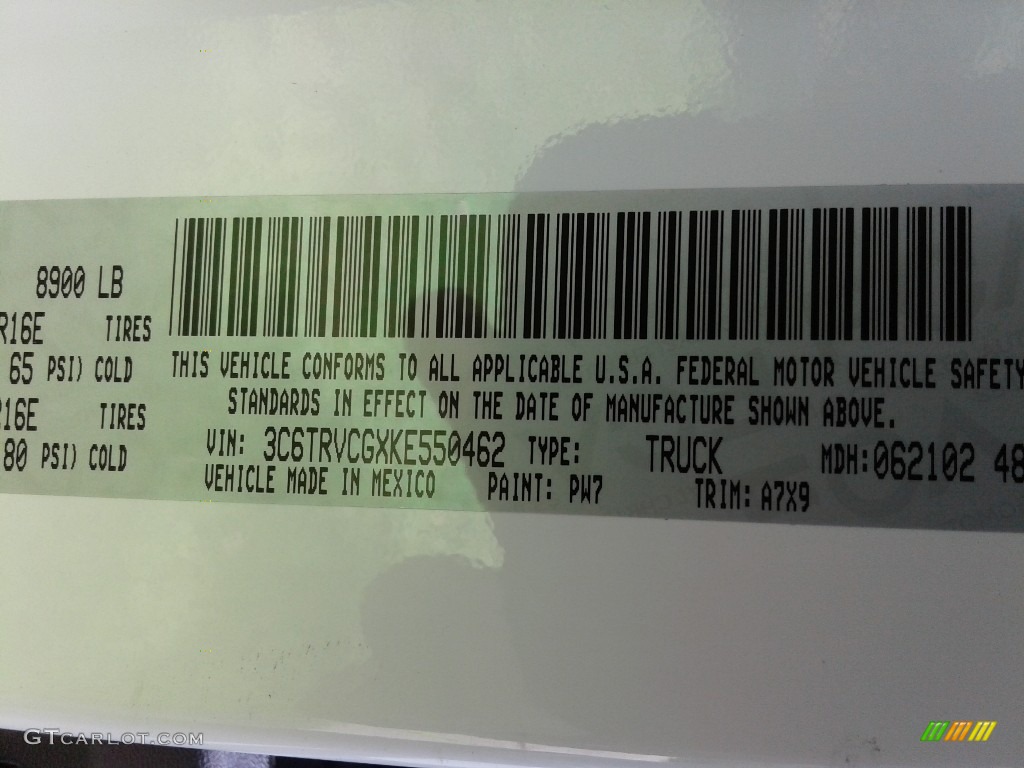 8900 LB
R16E TIRES
65 PSI) COLD
16E TIRES
80 PSI) COLD
THIS VEHICLE CONFORMS TO ALL APPLICABLE U.S.A. FEDERAL MOTOR VEHICLE SAFETY
STANDARDS IN EFFECT ON THE DATE OF MANUFACTURE SHOWN ABOVE.
VIN: 3C6TRVCGXKE550462 TYPE: TRUCK MDH:062102 48
VEHICLE MADE IN MEXICO PAINT: PW7 TRIM: A7X9
GTCARLOT.COM